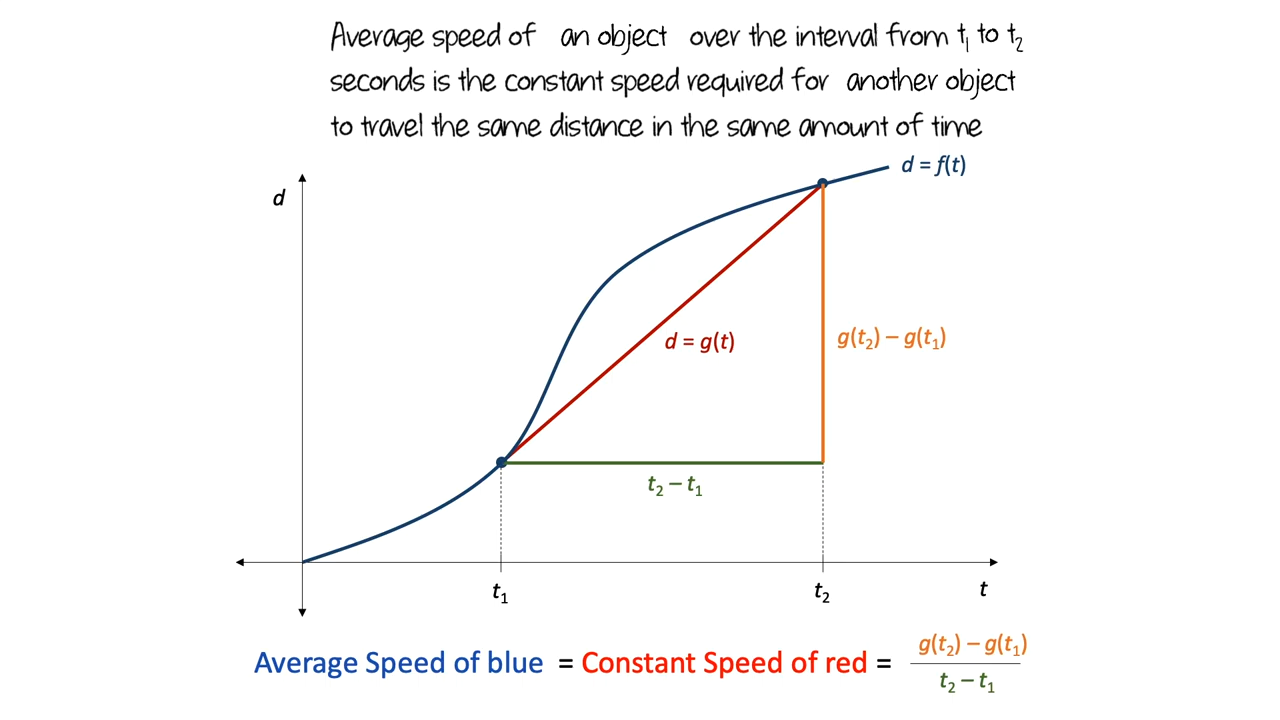 Average speed of an object over the interval from t₁ to t₂
seconds is the constant speed required for another object
to travel the same distance in the same amount of time
d = f(t)
d
d = g(t)
g(t₂) – g(t₁)
t₂ – t₁
t₁
t₂
t
Average Speed of blue = Constant Speed of red =
g(t₂) – g(t₁)
t₂ – t₁